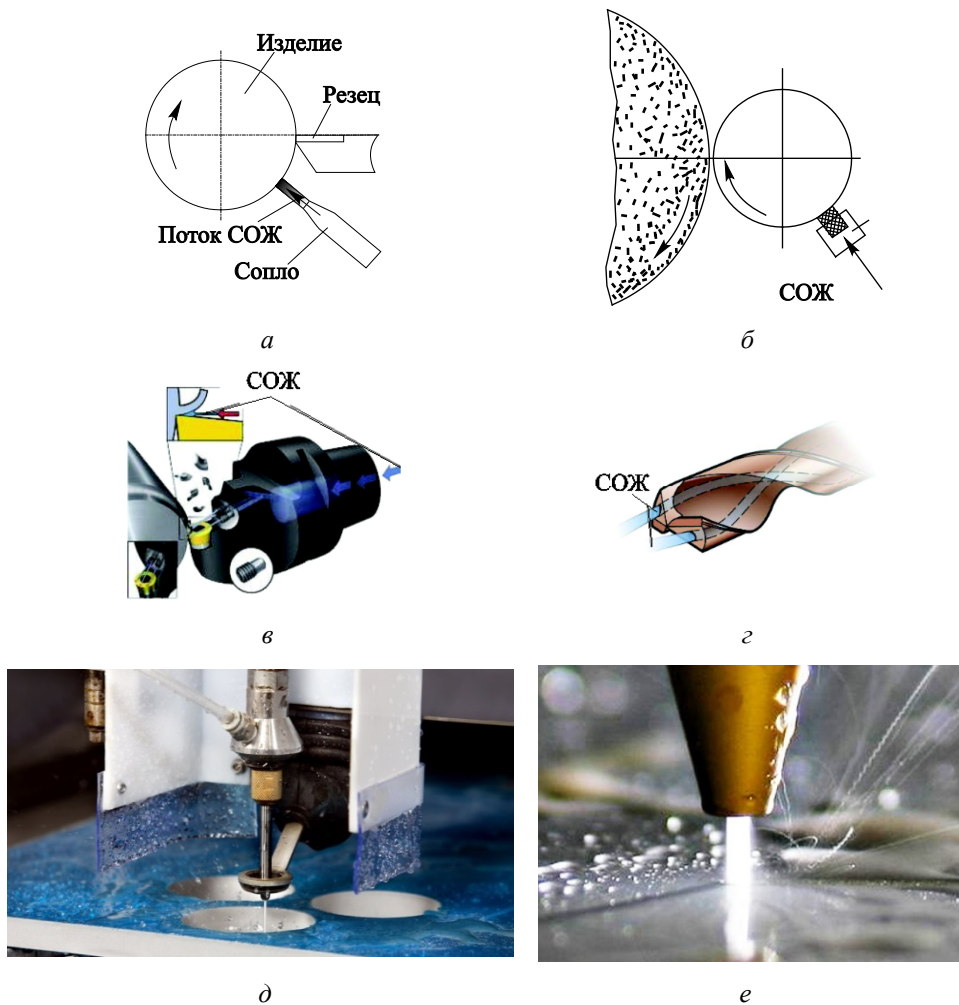 Изделие
Резец
Поток СОЖ
Сопло
СОЖ
а
б
СОЖ
СОЖ
в
г
д
е